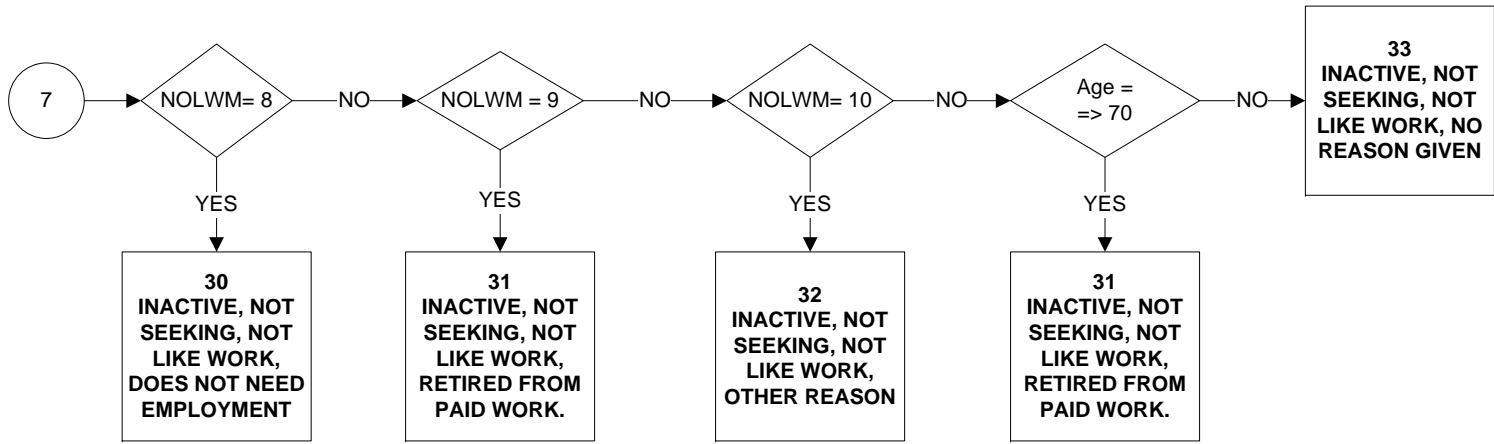 7
NOLWM= 8
NO
NOLWM = 9
NO
NOLWM= 10
NO
Age =
=> 70
NO
33
INACTIVE, NOT
SEEKING, NOT
LIKE WORK, NO
REASON GIVEN
YES
YES
YES
YES
30
INACTIVE, NOT
SEEKING, NOT
LIKE WORK,
DOES NOT NEED
EMPLOYMENT
31
INACTIVE, NOT
SEEKING, NOT
LIKE WORK,
RETIRED FROM
PAID WORK.
32
INACTIVE, NOT
SEEKING, NOT
LIKE WORK,
OTHER REASON
31
INACTIVE, NOT
SEEKING, NOT
LIKE WORK,
RETIRED FROM
PAID WORK.